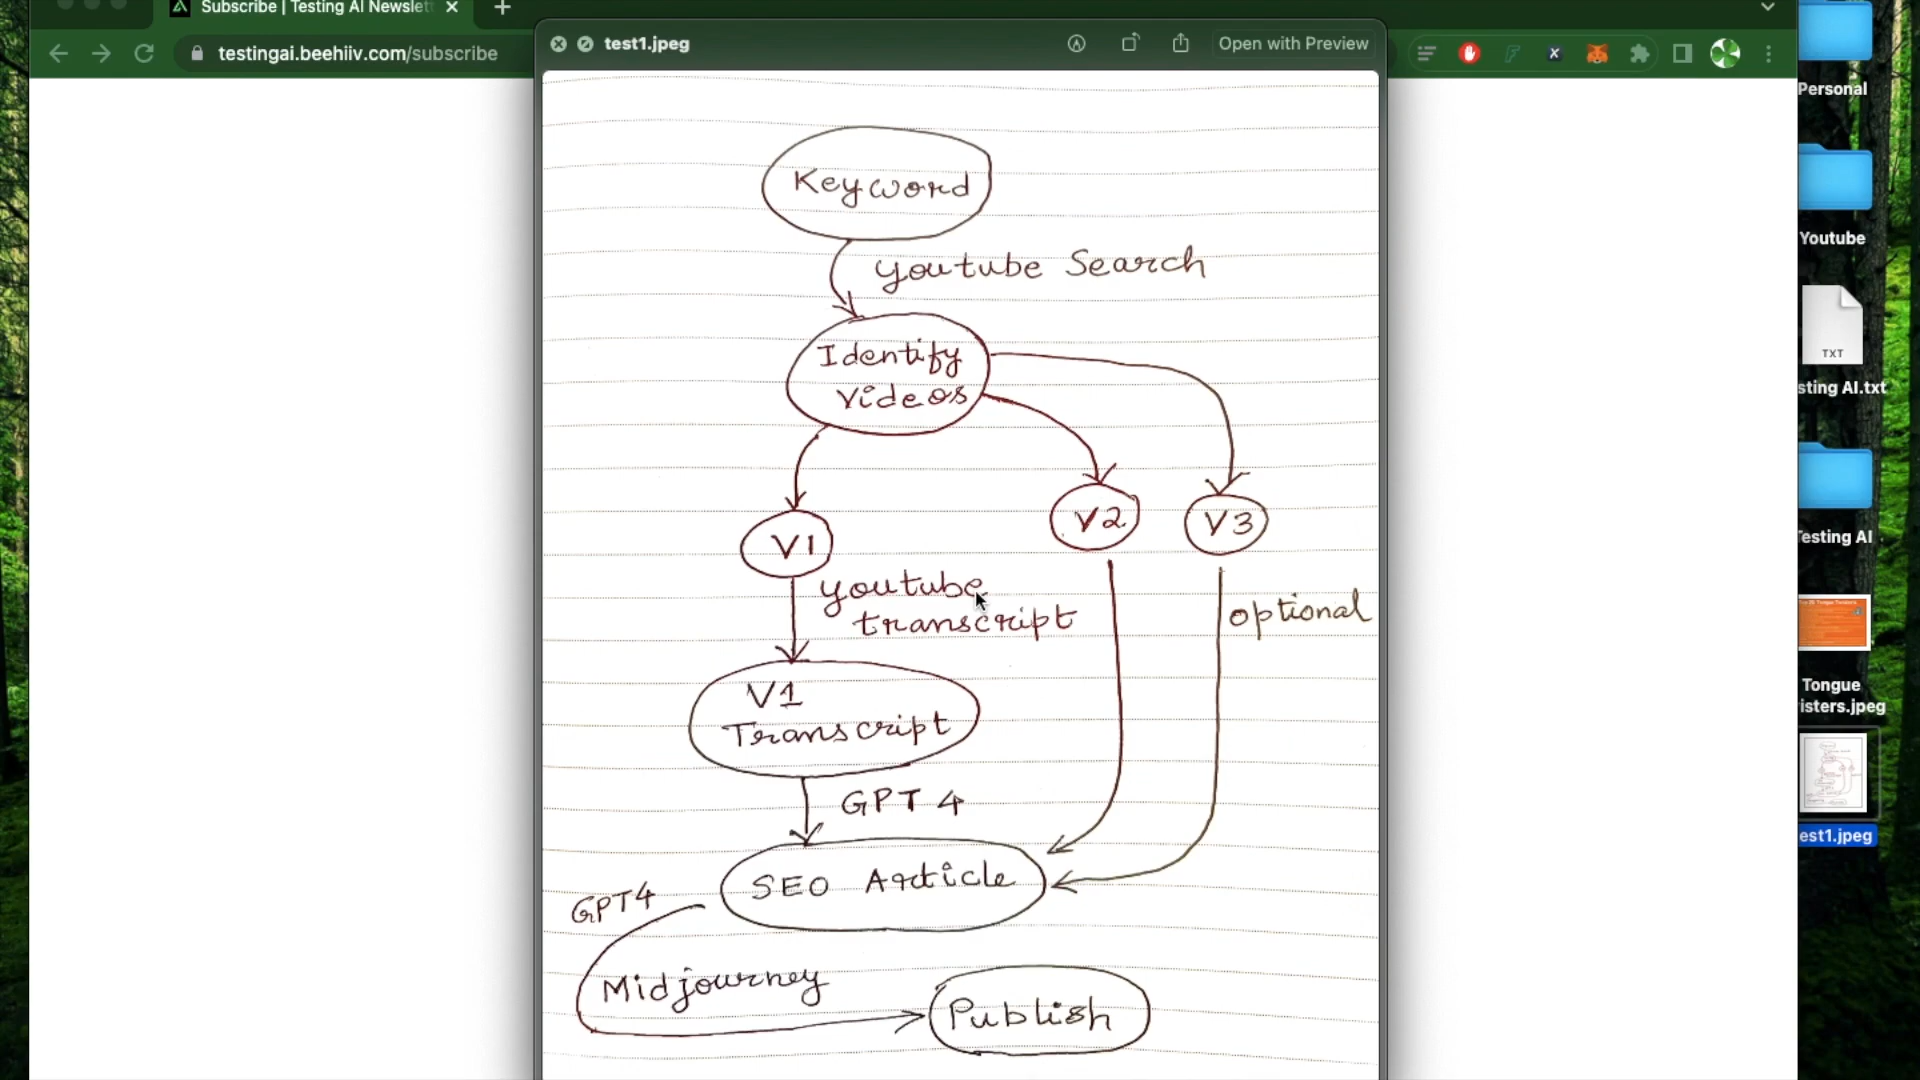 Subscribe | Testing AI Newslet
testingai.beehiiv.com/subscribe
test1.jpeg
Open with Preview
Keyword
Youtube Search
Identify
Videos
V1
V2
V3
Youtube
transcript
optional
V1
Transcript
GPT 4
SEO Article
GPT4
Midjourney
Publish
Personal
Youtube
TXT
sting AI.txt
Testing AI
Tongue
isters.jpeg
est1.jpeg